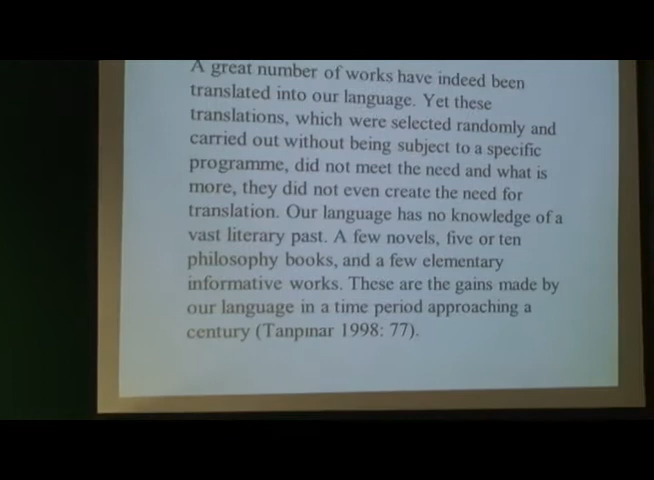 A great number of works have indeed been
translated into our language. Yet these
translations, which were selected randomly and
carried out without being subject to a specific
programme, did not meet the need and what is
more, they did not even create the need for
translation. Our language has no knowledge of a
vast literary past. A few novels, five or ten
philosophy books, and a few elementary
informative works. These are the gains made by
our language in a time period approaching a
century (Tanpınar 1998: 77).